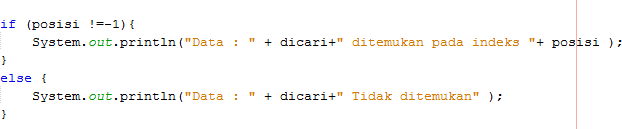 if (posisi !=-1){
    System.out.println("Data : " + dicari+" ditemukan pada indeks "+ posisi );
}
else {
    System.out.println("Data : " + dicari+" Tidak ditemukan" );
}